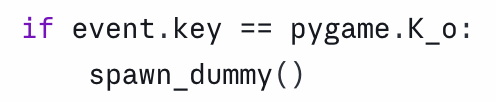 if event.key == pygame.K_o:
    spawn_dummy()